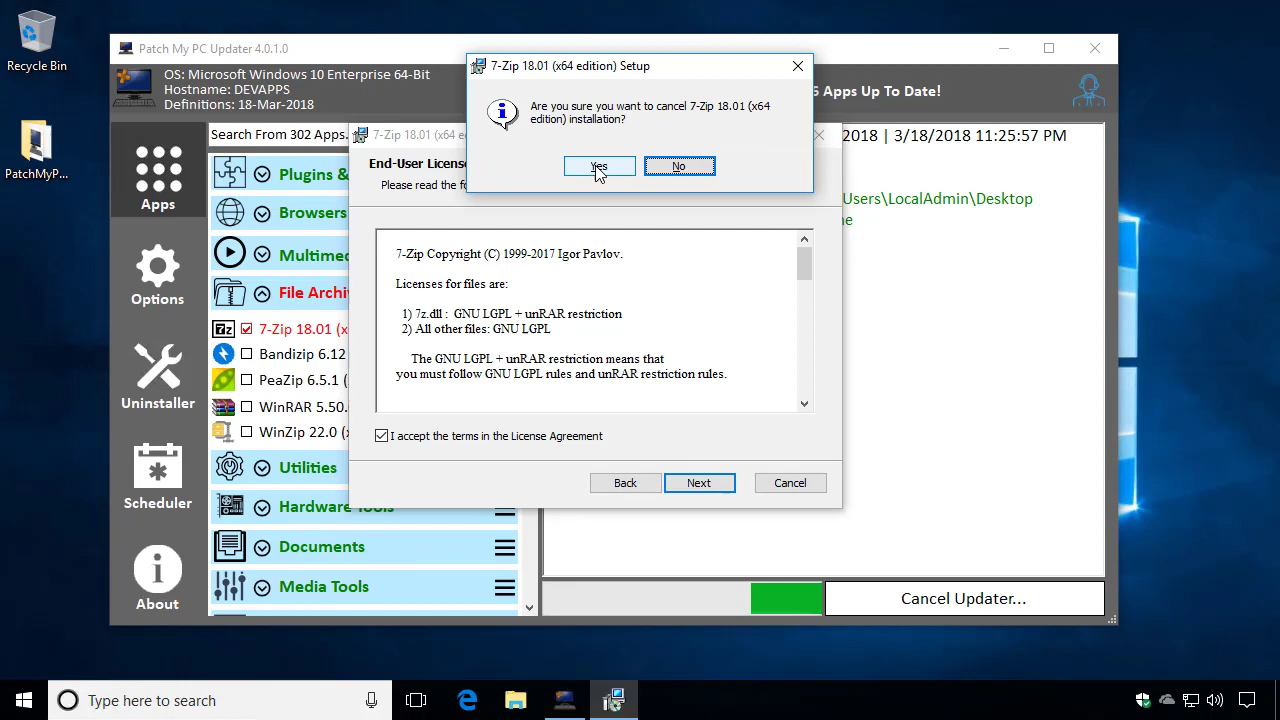 Recycle Bin
PatchMyP...
Patch My PC Updater 4.0.1.0
OS: Microsoft Windows 10 Enterprise 64-Bit
Hostname: DEVAPPS
Definitions: 18-Mar-2018
Apps Up To Date!
Apps
Options
Uninstaller
Scheduler
About
Search From 302 Apps.
Plugins &
Browsers
Multime
File Archi
7-Zip 18.01 (x
Bandizip 6.12
PeaZip 6.5.1 (
WinRAR 5.50.
WinZip 22.0 (x
Utilities
Hardware Tools
Documents
Media Tools
2018 | 3/18/2018 11:25:57 PM
Users\LocalAdmin\Desktop
Cancel Updater...
7-Zip 18.01 (x64 edition) Setup
Are you sure you want to cancel 7-Zip 18.01 (x64
edition) installation?
Yes
No
7-Zip 18.01 (x64 e
End-User License
Please read the fo
7-Zip Copyright (C) 1999-2017 Igor Pavlov.
Licenses for files are:
1) 7z.dll : GNU LGPL + unRAR restriction
2) All other files: GNU LGPL
The GNU LGPL + unRAR restriction means that
you must follow GNU LGPL rules and unRAR restriction rules.
I accept the terms in the License Agreement
Back
Next
Cancel
Type here to search